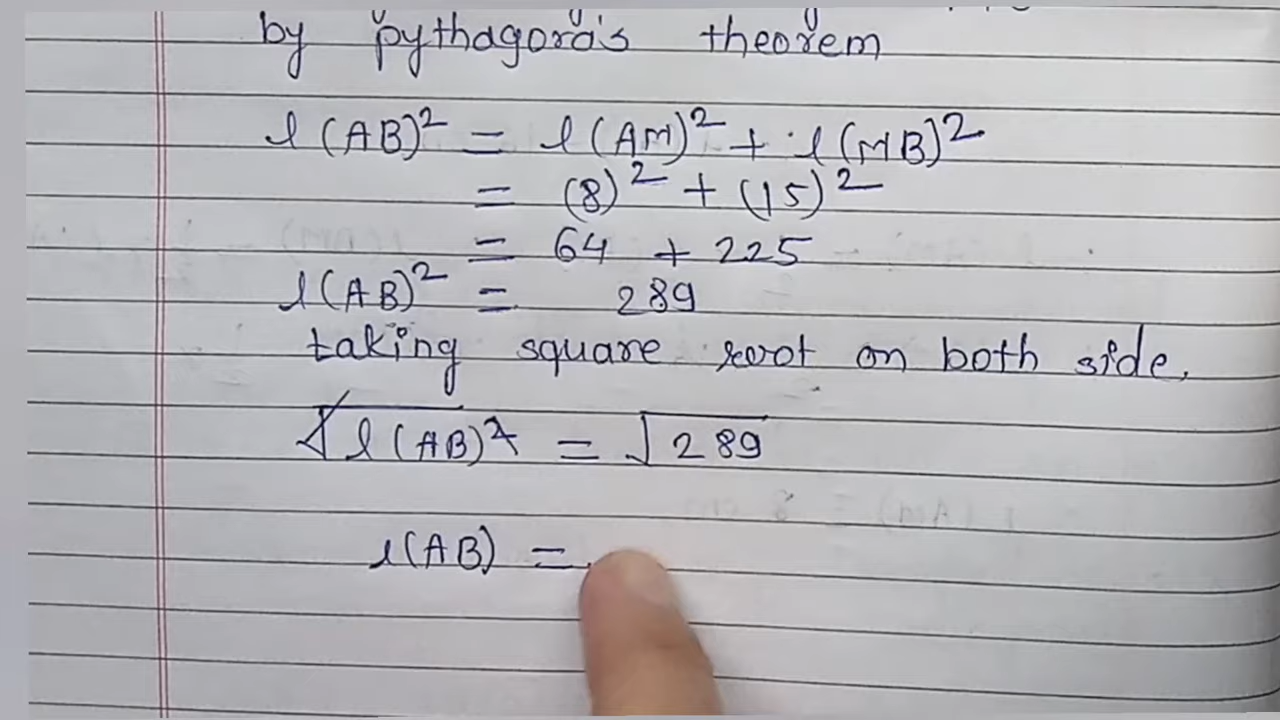 by pythagora's theorem
l(AB)² = l(AM)² + l(MB)²
= (8)² + (15)²
= 64 + 225
l(AB)² = 289
taking square root on both side.
√l(AB)² = √289
l(AB) =